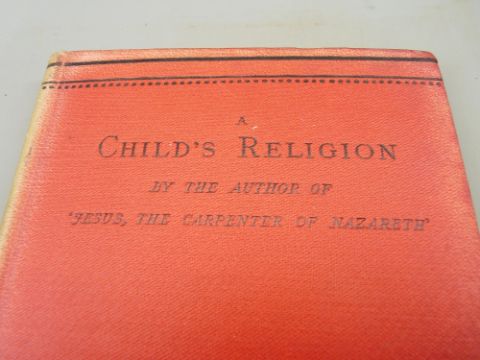 A
CHILD'S RELIGION
BY THE AUTHOR OF
'JESUS, THE CARPENTER OF NAZARETH'